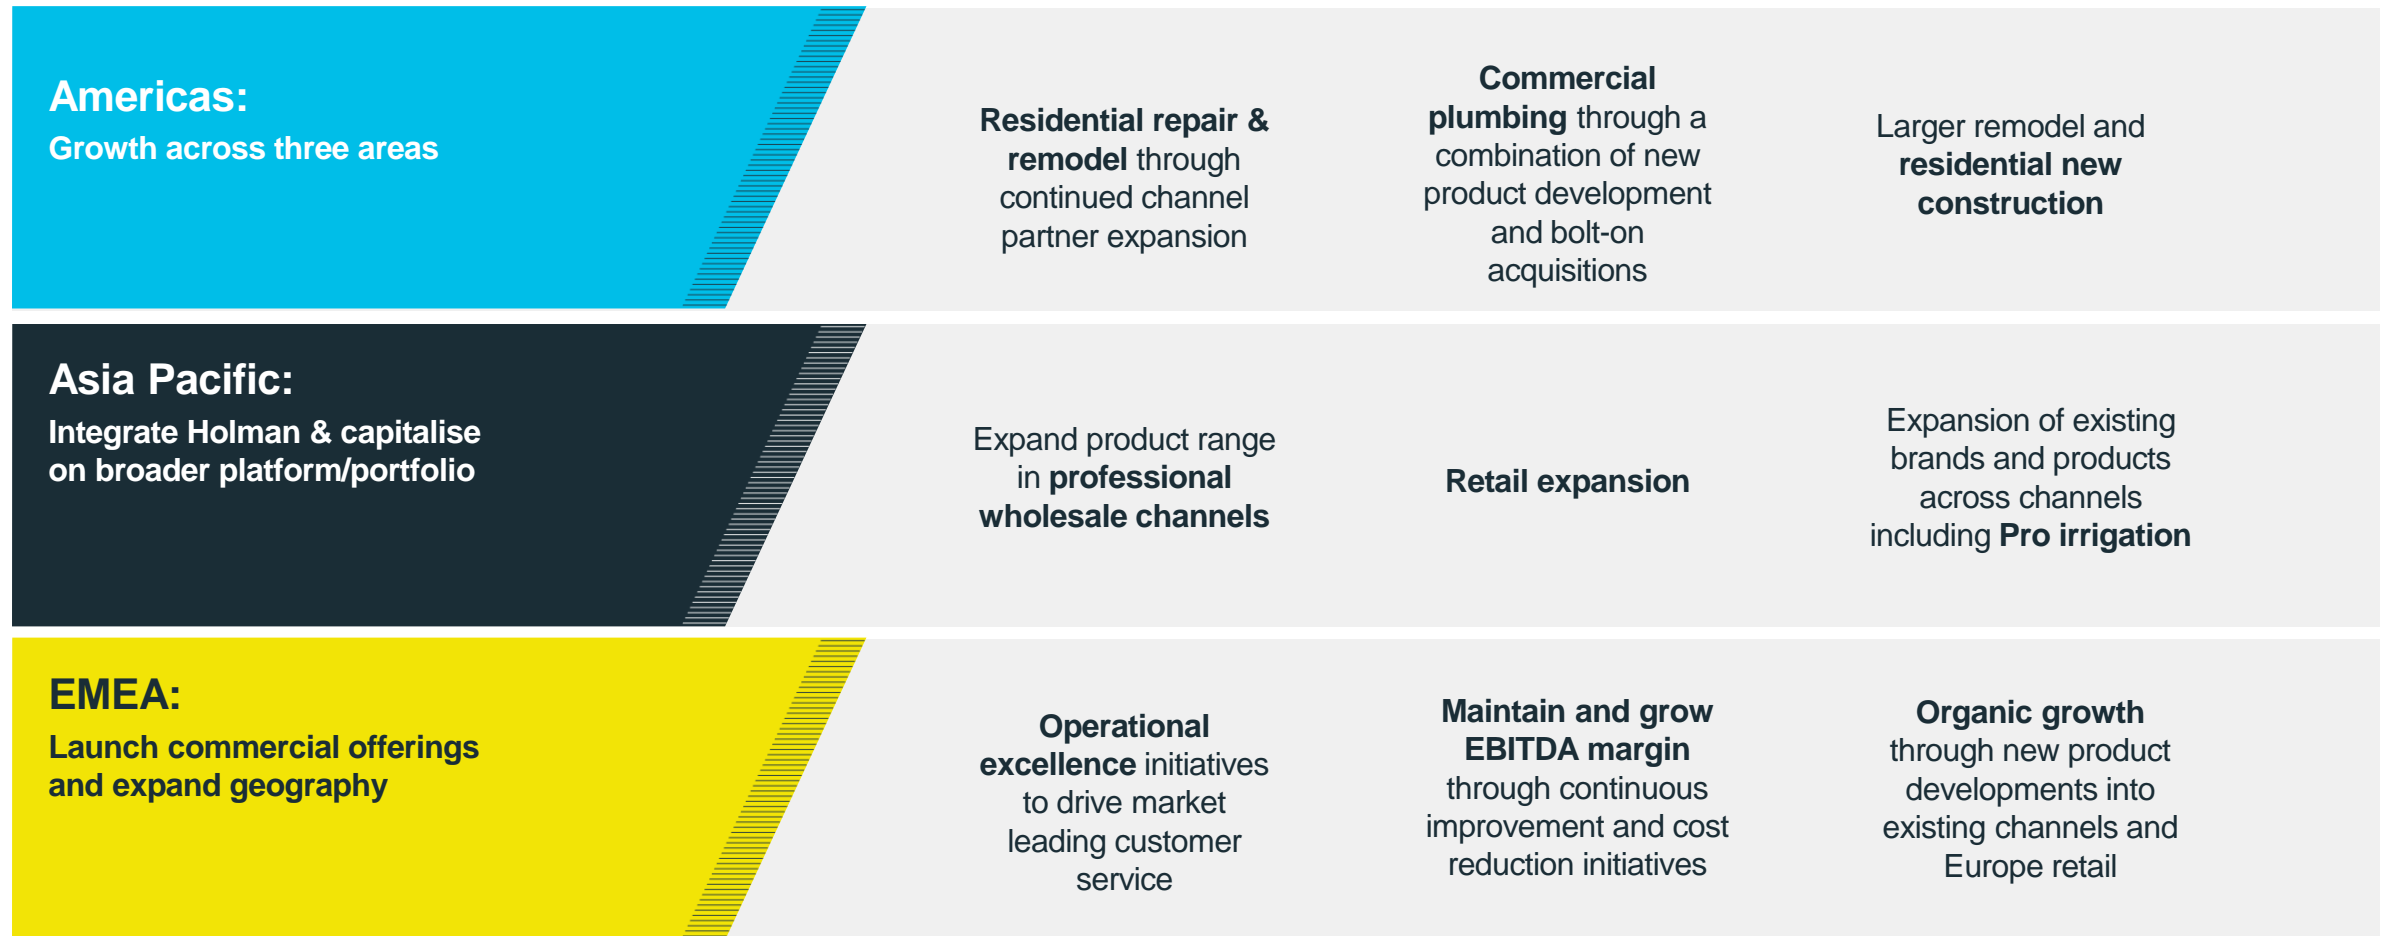 Americas:
Growth across three areas
Residential repair &
remodel through
continued channel
partner expansion
Commercial
plumbing through a
combination of new
product development
and bolt-on
acquisitions
Larger remodel and
residential new
construction
Asia Pacific:
Integrate Holman & capitalise
on broader platform/portfolio
Expand product range
in professional
wholesale channels
Retail expansion
Expansion of existing
brands and products
across channels
including Pro irrigation
EMEA:
Launch commercial offerings
and expand geography
Operational
excellence initiatives
to drive market
leading customer
service
Maintain and grow
EBITDA margin
through continuous
improvement and cost
reduction initiatives
Organic growth
through new product
developments into
existing channels and
Europe retail